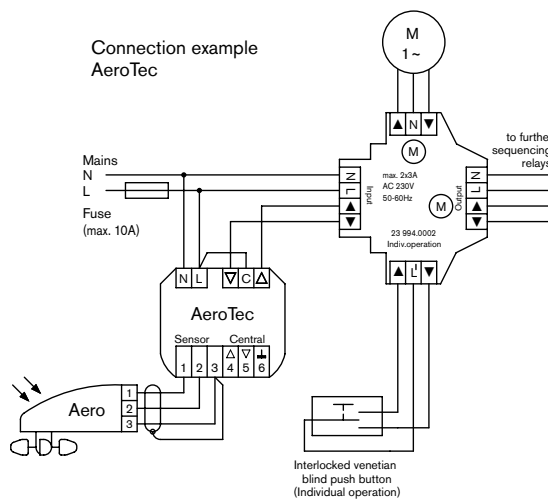 Connection example
AeroTec
M
1~
▲ N ▼
M
to further
sequencing
relays
Mains
N
L
Fuse
(max. 10A)
N
L
▲
▼
Input
max. 2x3A
AC 230V
50-60Hz
M
Output
N
L
▲
▼
23 994.0002
Indiv.operation
▲ L' ▼
N L ▽ C △
AeroTec
Sensor Central
△ ▽
1 2 3 4 5 6
Aero
1
2
3
Interlocked venetian
blind push button
(Individual operation)